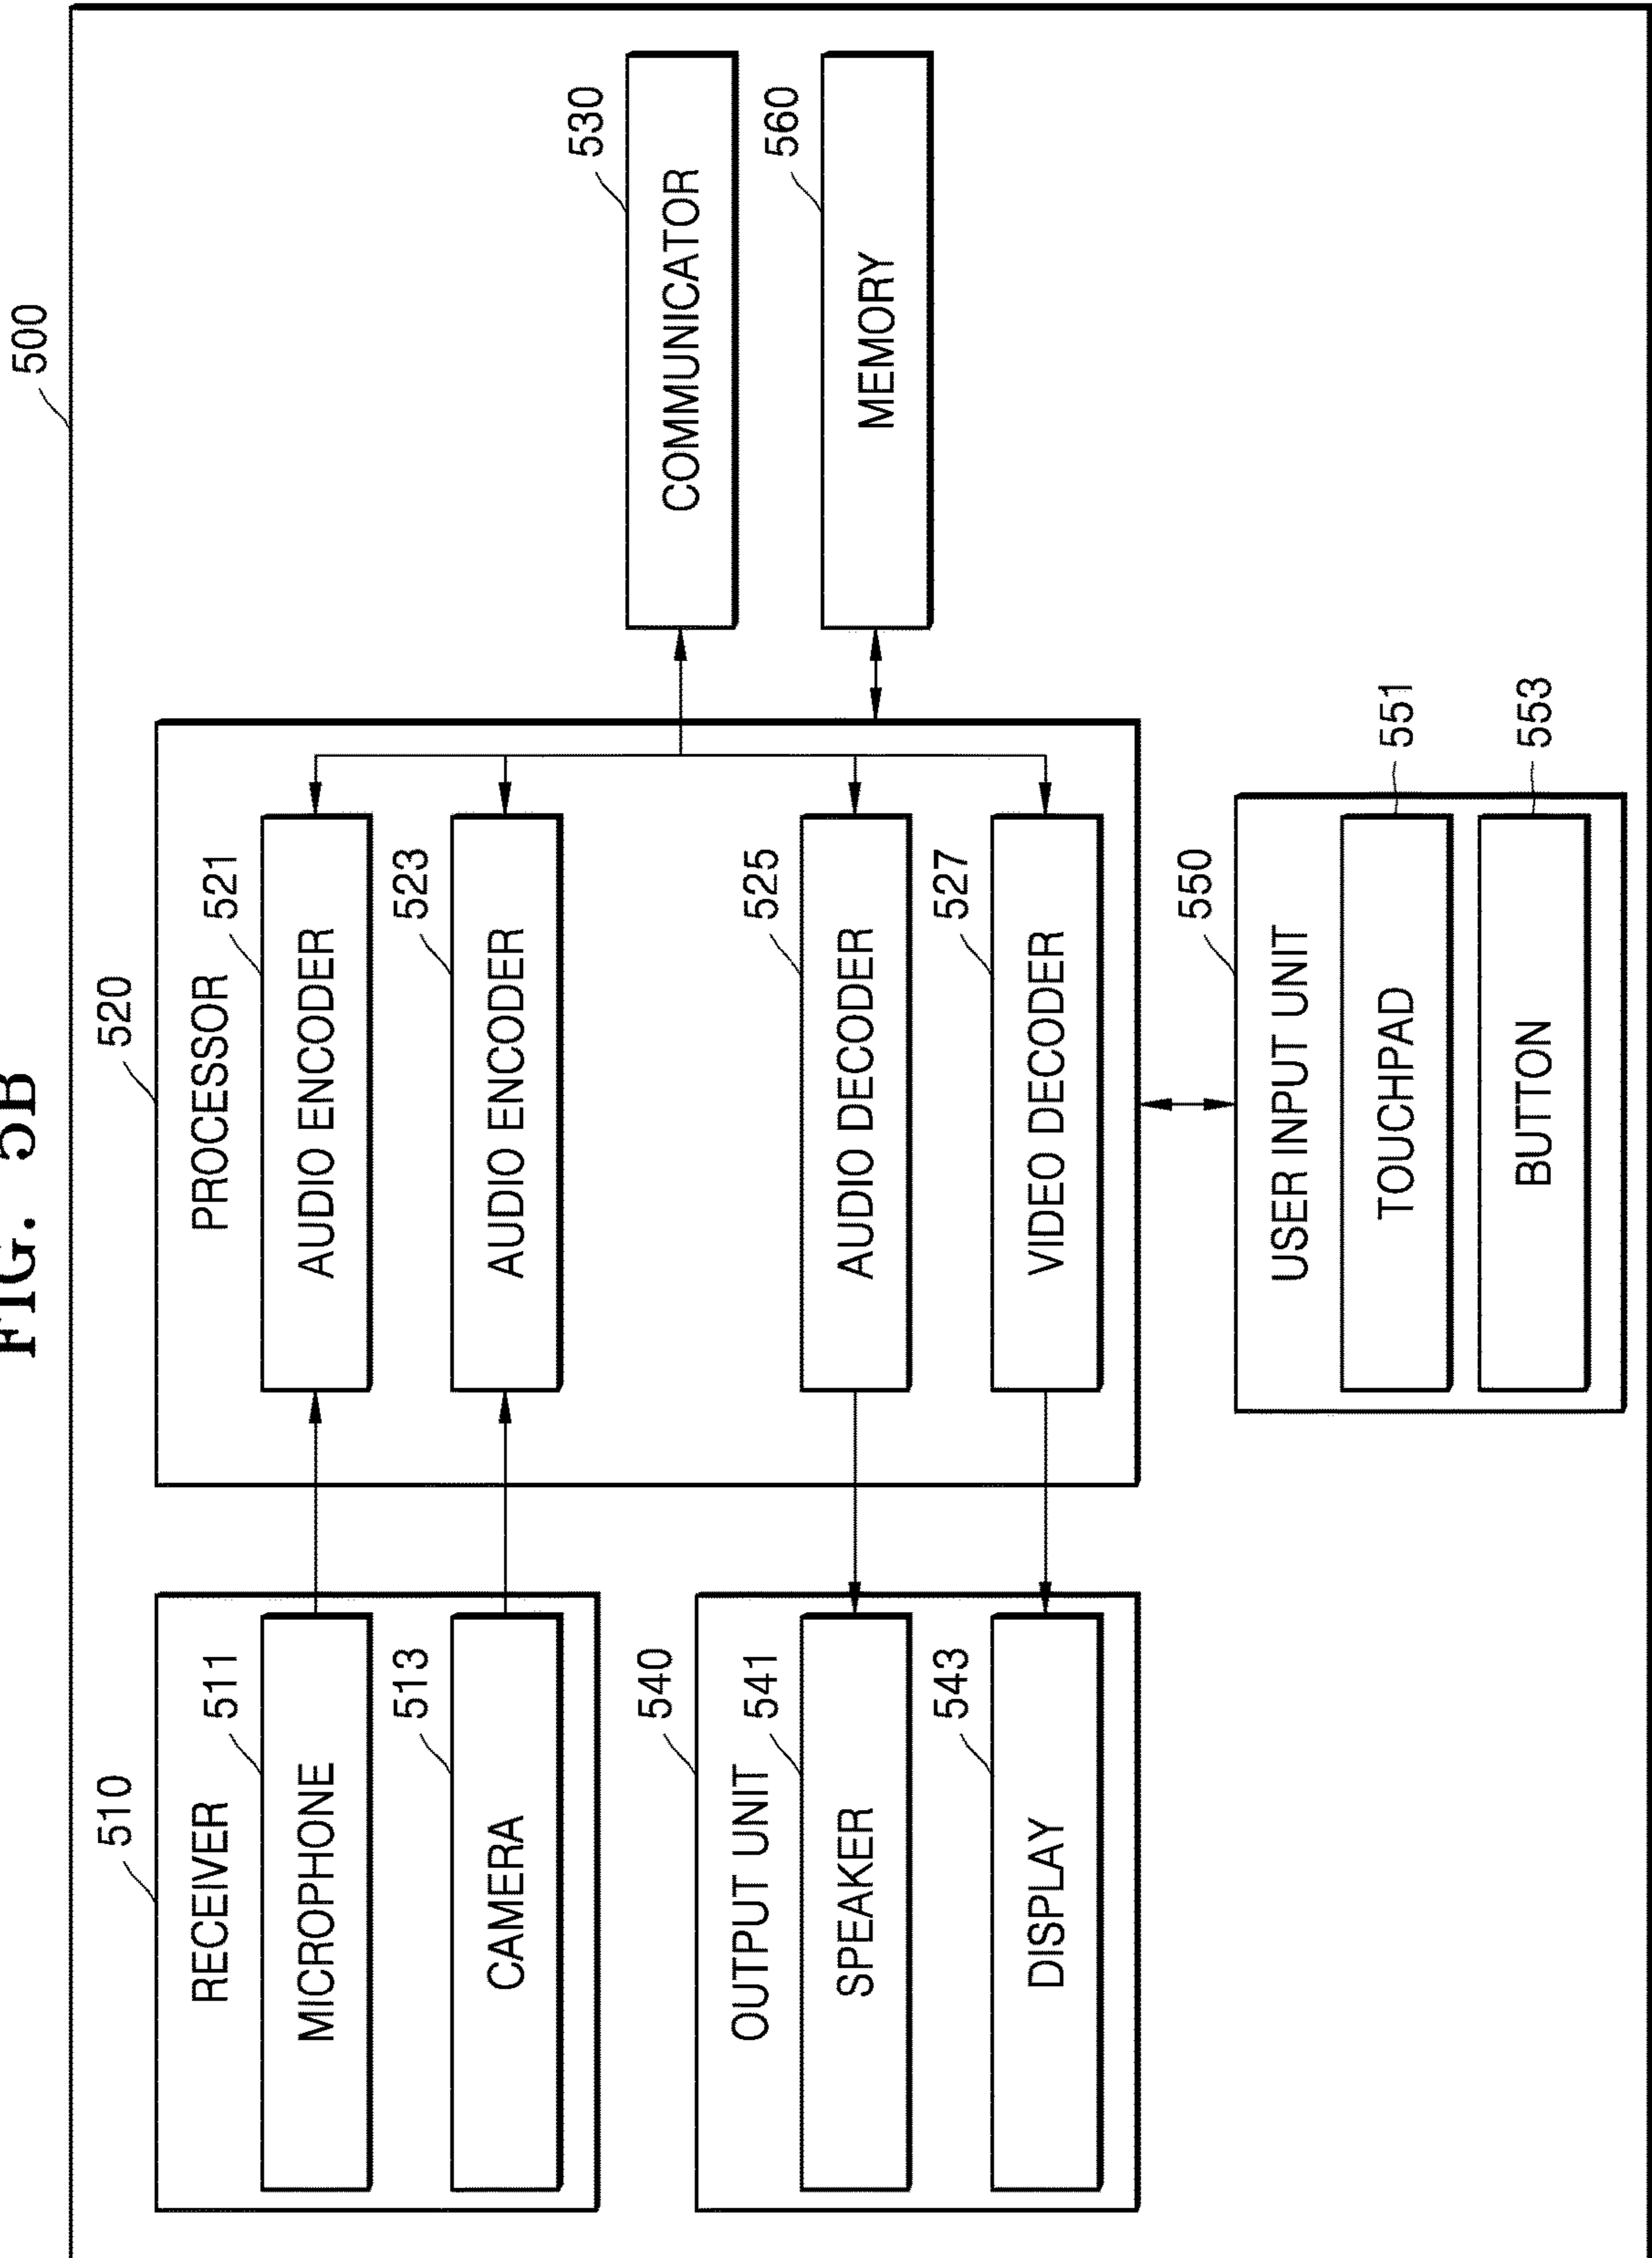 FIG. 5B
500
510
RECEIVER
511
MICROPHONE
513
CAMERA
520
PROCESSOR
521
AUDIO ENCODER
523
AUDIO ENCODER
525
AUDIO DECODER
527
VIDEO DECODER
530
COMMUNICATOR
560
MEMORY
540
OUTPUT UNIT
541
SPEAKER
543
DISPLAY
550
USER INPUT UNIT
551
TOUCHPAD
553
BUTTON